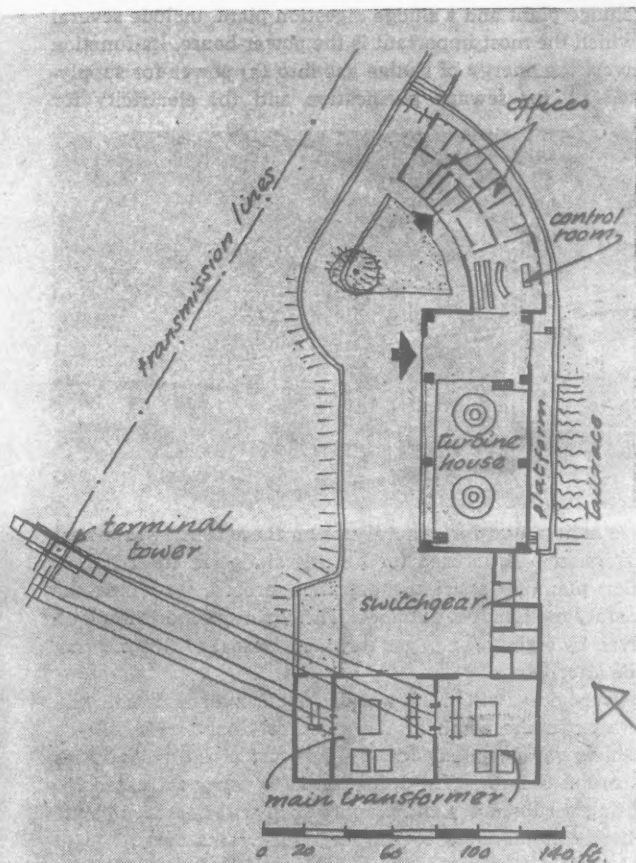 offices
control
room
transmission lines
turbine
house
platform
tailrace
terminal
tower
switchgear
main transformer
0 20 60 100 140 ft.